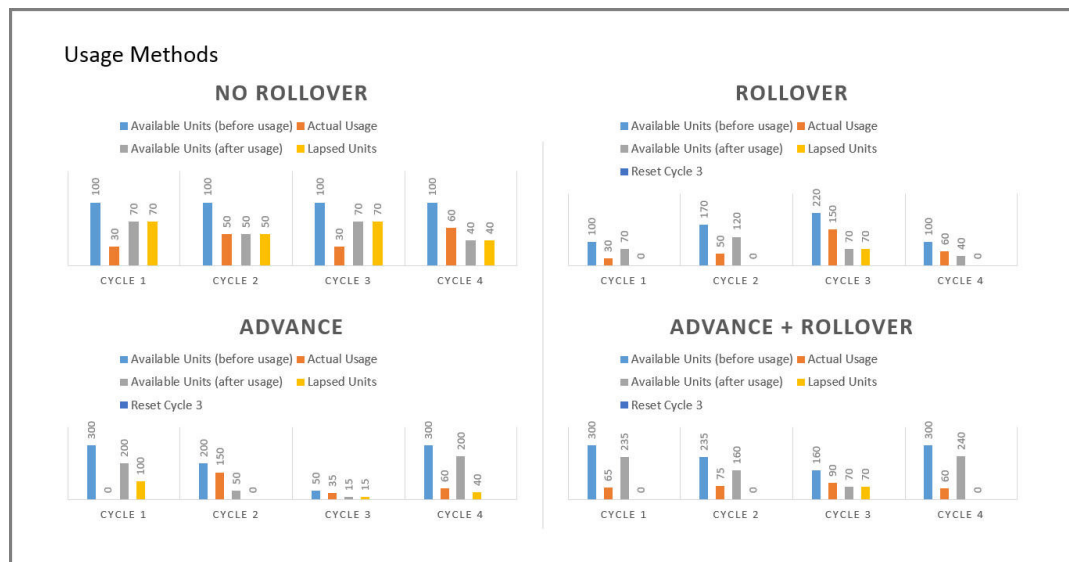 Usage Methods
NO ROLLOVER
Available Units (before usage) Actual Usage
Available Units (after usage) Lapsed Units
100 30 70 70 100 50 50 50 100 30 70 70 100 60 40 40
CYCLE 1 CYCLE 2 CYCLE 3 CYCLE 4
ROLLOVER
Available Units (before usage) Actual Usage
Available Units (after usage) Lapsed Units
Reset Cycle 3
100 30 70 0 170 50 120 0 220 150 70 70 100 60 40 0
CYCLE 1 CYCLE 2 CYCLE 3 CYCLE 4
ADVANCE
Available Units (before usage) Actual Usage
Available Units (after usage) Lapsed Units
Reset Cycle 3
300 0 200 100 200 150 50 0 50 35 15 15 300 60 200 40
CYCLE 1 CYCLE 2 CYCLE 3 CYCLE 4
ADVANCE + ROLLOVER
Available Units (before usage) Actual Usage
Available Units (after usage) Lapsed Units
Reset Cycle 3
300 65 235 0 235 75 160 0 160 90 70 70 300 60 240 0
CYCLE 1 CYCLE 2 CYCLE 3 CYCLE 4